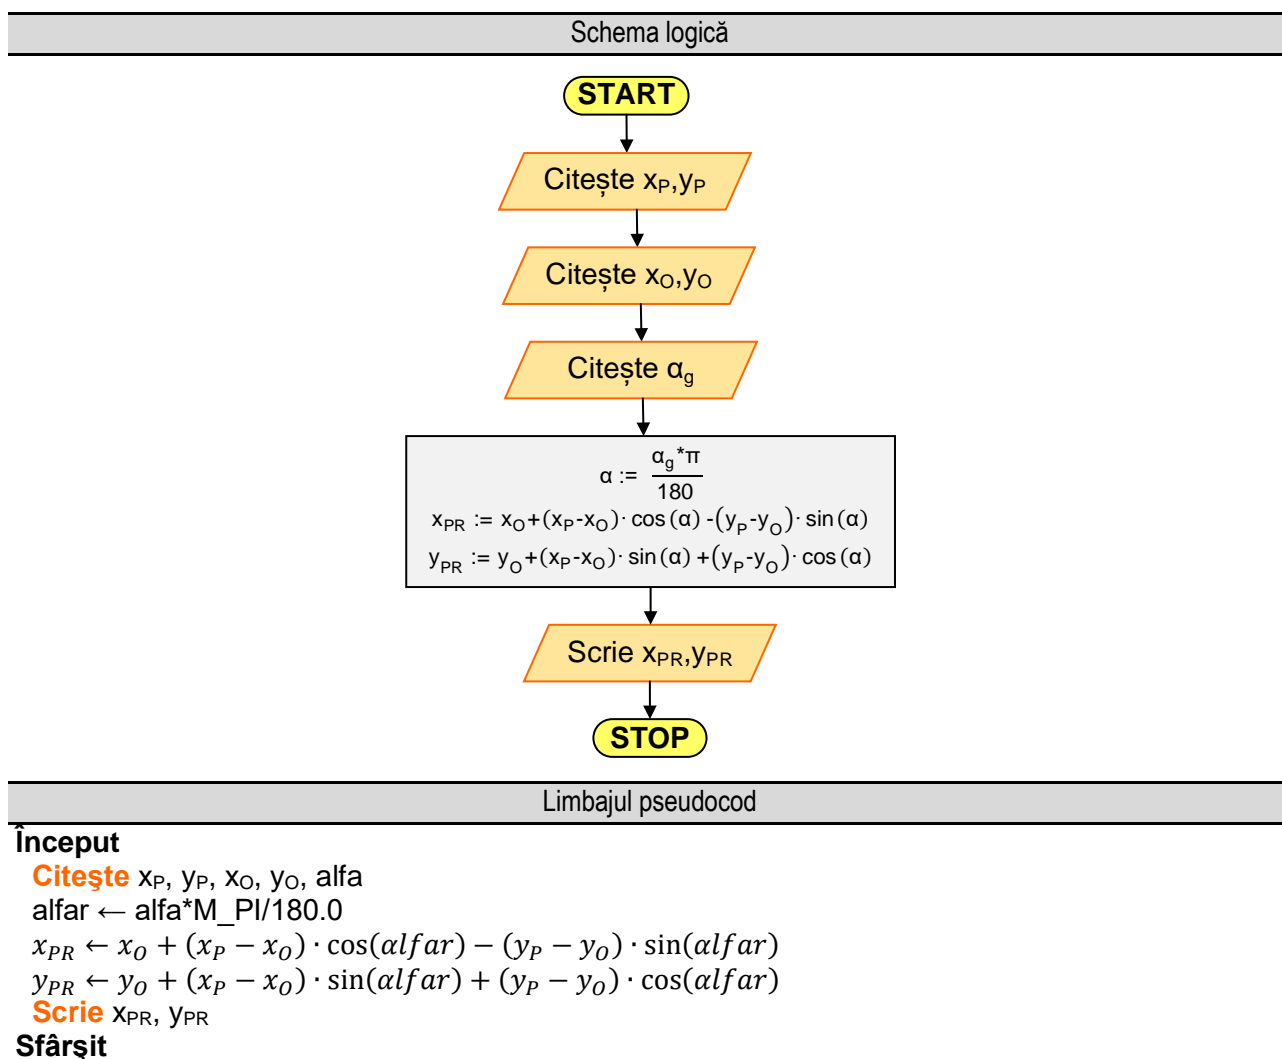 Schema logică
START
Citește xP,yP
Citește xO,yO
Citește αg
α := αg*π/180
xPR := xO+(xP-xO)· cos (α) -(yP-yO)· sin (α)
yPR := yO+(xP-xO)· sin (α) +(yP-yO)· cos (α)
Scrie xPR,yPR
STOP
Limbajul pseudocod
Început
Citeşte xP, yP, xO, yO, alfa
alfar ← alfa*M_PI/180.0
xPR ← xO + (xP − xO) · cos(αlfar) − (yP − yO) · sin(αlfar)
yPR ← yO + (xP − xO) · sin(αlfar) + (yP − yO) · cos(αlfar)
Scrie xPR, yPR
Sfârşit